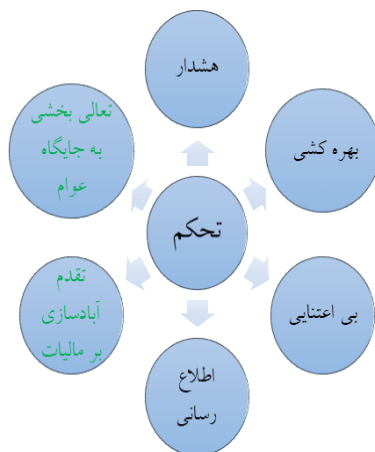 هشدار
بهره کشی
بی اعتنایی
اطلاع
رسانی
تقدم
آبادسازی
بر مالیات
تعالی بخشی
به جایگاه
عوام
تحکم